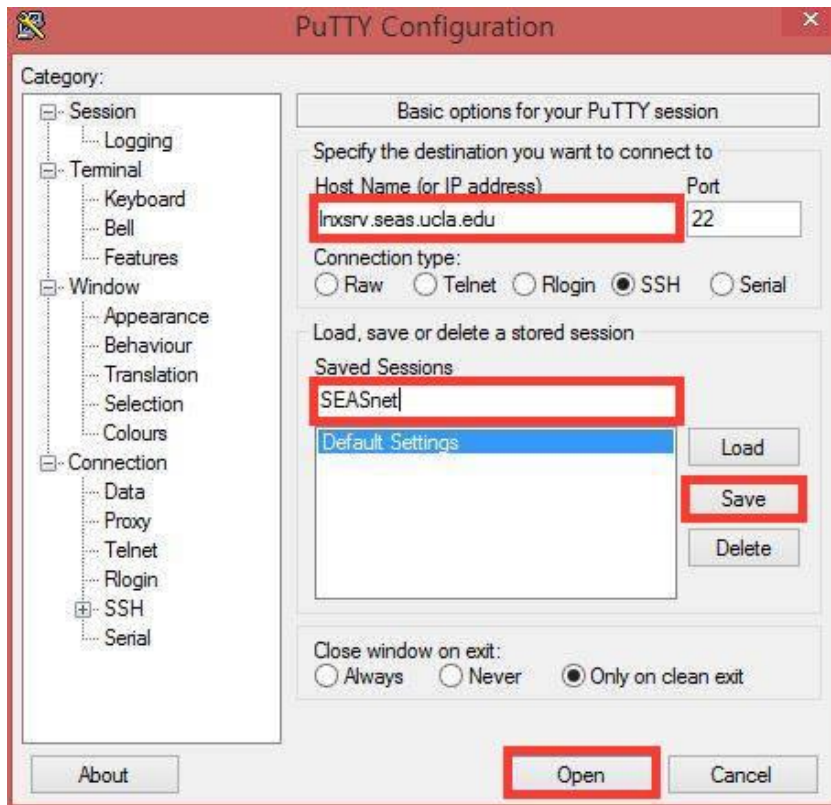 PuTTY Configuration
×
Category:
Session
Logging
Terminal
Keyboard
Bell
Features
Window
Appearance
Behaviour
Translation
Selection
Colours
Connection
Data
Proxy
Telnet
Rlogin
SSH
Serial
Basic options for your PuTTY session
Specify the destination you want to connect to
Host Name (or IP address) Port
lnxsrv.seas.ucla.edu 22
Connection type:
Raw Telnet Rlogin SSH Serial
Load, save or delete a stored session
Saved Sessions
SEASnet
Default Settings
Load
Save
Delete
Close window on exit:
Always Never Only on clean exit
About Open Cancel